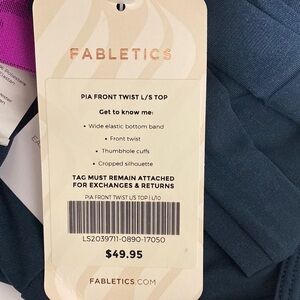 FABLETICS
PIA FRONT TWIST L/S TOP
Get to know me:
• Wide elastic bottom band
• Front twist
• Thumbhole cuffs
• Cropped silhouette
TAG MUST REMAIN ATTACHED
FOR EXCHANGES & RETURNS
PIA FRONT TWIST L/S TOP | L/10
LS2039711-0890-17050
$49.95
FABLETICS.COM